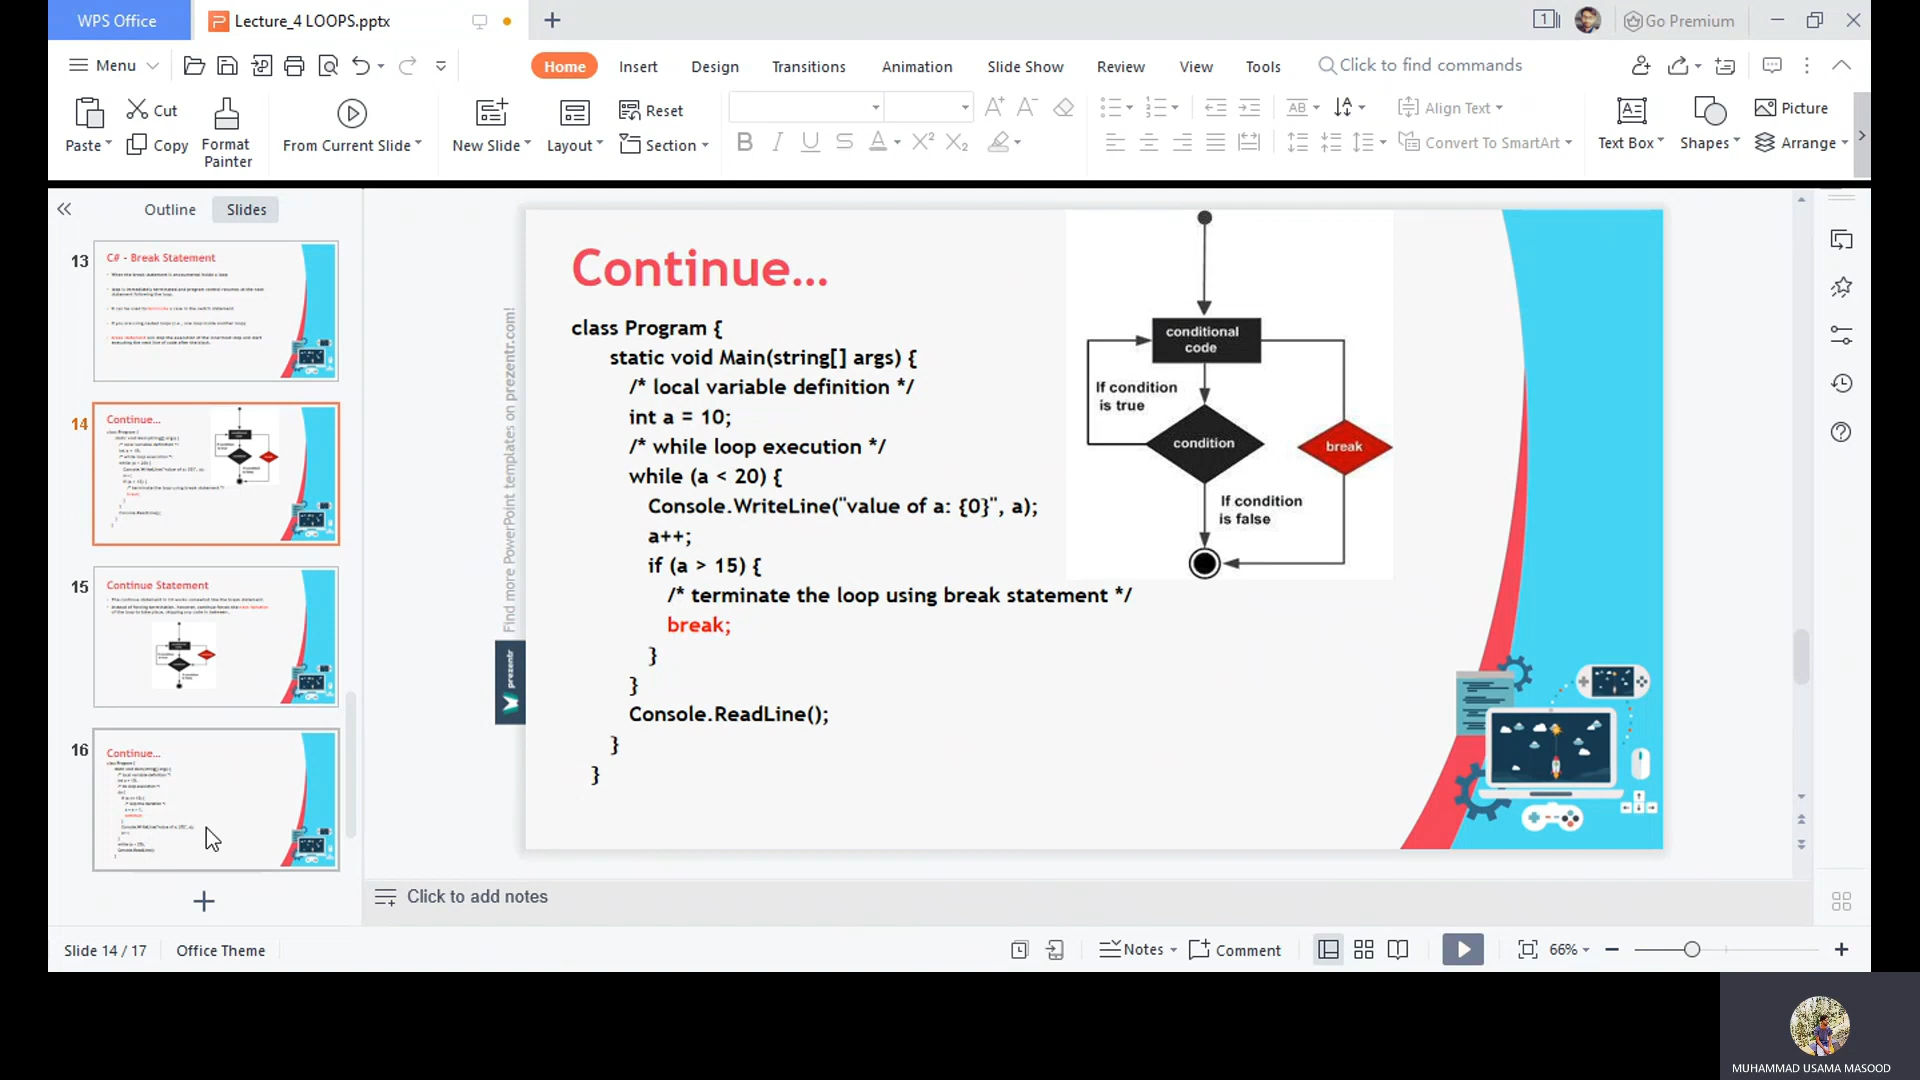 WPS Office
Lecture_4 LOOPS.pptx
1
Go Premium
Menu
Home
Insert
Design
Transitions
Animation
Slide Show
Review
View
Tools
Click to find commands
Paste
Cut
Copy
Format
Painter
From Current Slide
New Slide
Layout
Reset
Section
Align Text
Convert To SmartArt
Text Box
Shapes
Picture
Arrange
Outline
Slides
13
C# - Break Statement
14
Continue...
15
Continue Statement
16
Continue...
Find more PowerPoint templates on prezentr.com!
prezentr
Continue...
class Program {
static void Main(string[] args) {
/* local variable definition */
int a = 10;
/* while loop execution */
while (a < 20) {
Console.WriteLine("value of a: {0}", a);
a++;
if (a > 15) {
/* terminate the loop using break statement */
break;
}
}
Console.ReadLine();
}
}
conditional
code
If condition
is true
condition
break
If condition
is false
Click to add notes
Slide 14 / 17
Office Theme
Notes
Comment
66%
MUHAMMAD USAMA MASOOD